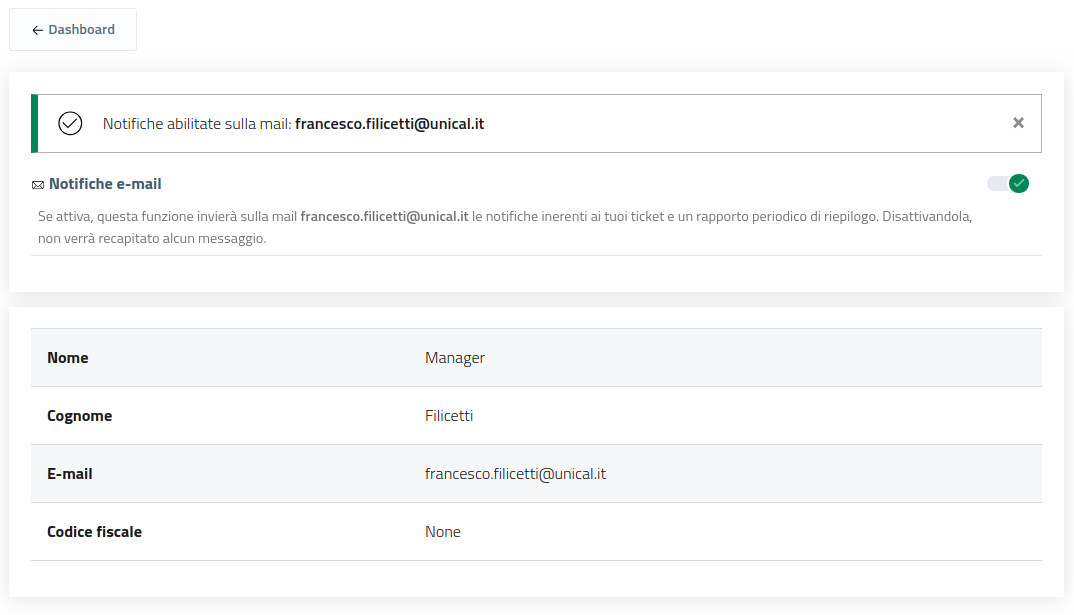 ← Dashboard
Notifiche abilitate sulla mail: francesco.filicetti@unical.it ×
Notifiche e-mail
Se attiva, questa funzione invierà sulla mail francesco.filicetti@unical.it le notifiche inerenti ai tuoi ticket e un rapporto periodico di riepilogo. Disattivandola,
non verrà recapitato alcun messaggio.
Nome Manager
Cognome Filicetti
E-mail francesco.filicetti@unical.it
Codice fiscale None